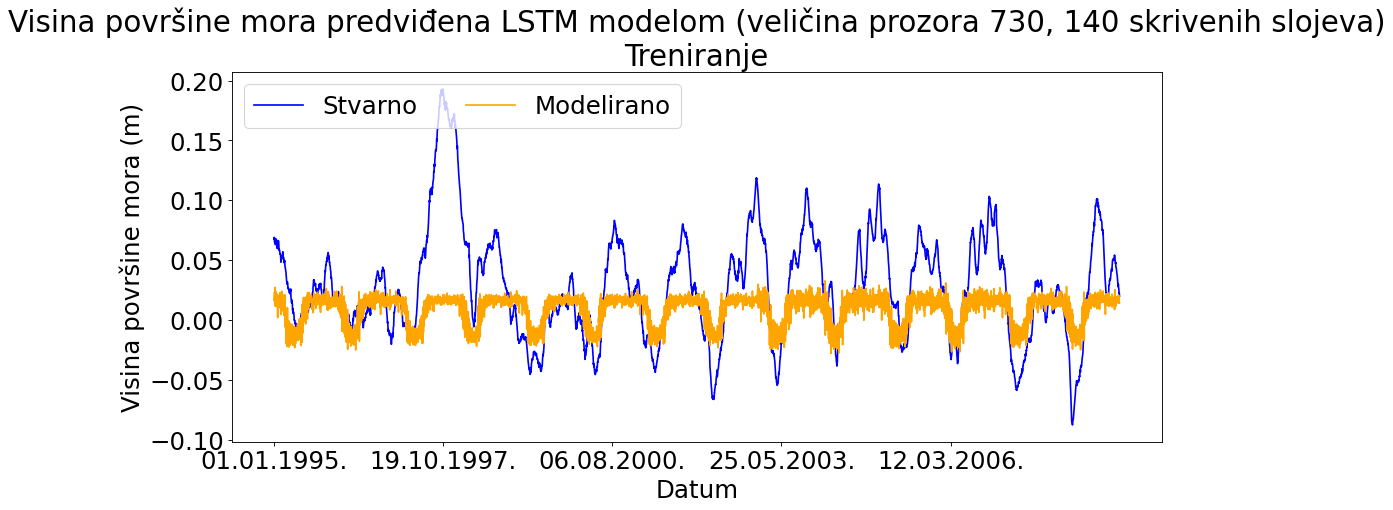 Visina površine mora predviđena LSTM modelom (veličina prozora 730, 140 skrivenih slojeva)
Treniranje
Stvarno Modelirano
Visina površine mora (m)
0.20
0.15
0.10
0.05
0.00
−0.05
−0.10
01.01.1995. 19.10.1997. 06.08.2000. 25.05.2003. 12.03.2006.
Datum